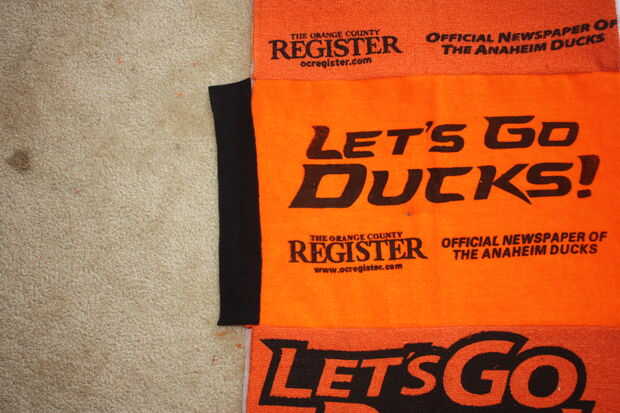 THE ORANGE COUNTY
REGISTER
ocregister.com
OFFICIAL NEWSPAPER OF
THE ANAHEIM DUCKS
LET'S GO
DUCKS!
THE ORANGE COUNTY
REGISTER
www.ocregister.com
OFFICIAL NEWSPAPER OF
THE ANAHEIM DUCKS
LET'S GO